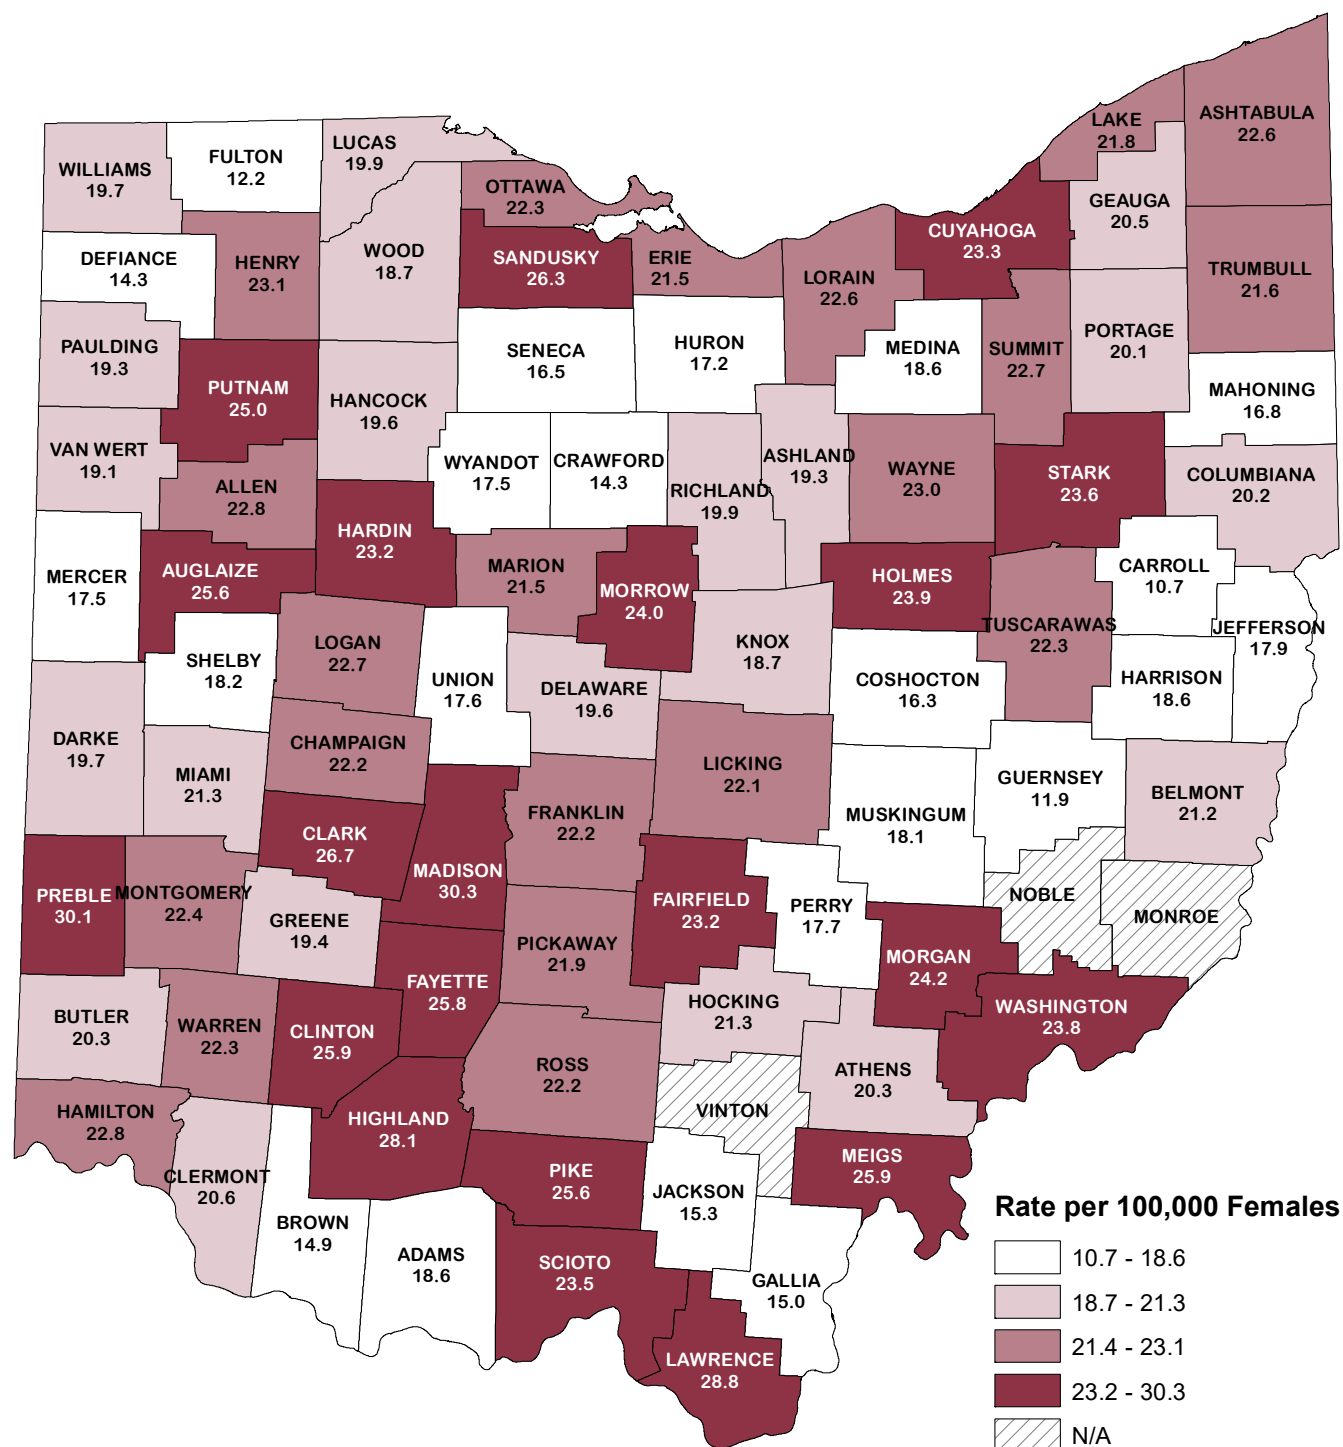 LAKE
21.8
ASHTABULA
22.6
WILLIAMS
19.7
FULTON
12.2
LUCAS
19.9
OTTAWA
22.3
GEAUGA
20.5
CUYAHOGA
23.3
DEFIANCE
14.3
HENRY
23.1
WOOD
18.7
SANDUSKY
26.3
ERIE
21.5
LORAIN
22.6
TRUMBULL
21.6
PAULDING
19.3
PUTNAM
25.0
HANCOCK
19.6
SENECA
16.5
HURON
17.2
MEDINA
18.6
SUMMIT
22.7
PORTAGE
20.1
MAHONING
16.8
VAN WERT
19.1
ALLEN
22.8
WYANDOT
17.5
CRAWFORD
14.3
RICHLAND
19.9
ASHLAND
19.3
WAYNE
23.0
STARK
23.6
COLUMBIANA
20.2
MERCER
17.5
AUGLAIZE
25.6
HARDIN
23.2
MARION
21.5
MORROW
24.0
HOLMES
23.9
CARROLL
10.7
JEFFERSON
17.9
TUSCARAWAS
22.3
KNOX
18.7
LOGAN
22.7
SHELBY
18.2
UNION
17.6
DELAWARE
19.6
COSHOCTON
16.3
HARRISON
18.6
DARKE
19.7
MIAMI
21.3
CHAMPAIGN
22.2
LICKING
22.1
GUERNSEY
11.9
BELMONT
21.2
FRANKLIN
22.2
MUSKINGUM
18.1
CLARK
26.7
MADISON
30.3
PREBLE
30.1
MONTGOMERY
22.4
GREENE
19.4
FAIRFIELD
23.2
PERRY
17.7
NOBLE
MONROE
PICKAWAY
21.9
MORGAN
24.2
FAYETTE
25.8
HOCKING
21.3
WASHINGTON
23.8
BUTLER
20.3
WARREN
22.3
CLINTON
25.9
ROSS
22.2
ATHENS
20.3
HAMILTON
22.8
HIGHLAND
28.1
VINTON
CLERMONT
20.6
PIKE
25.6
MEIGS
25.9
JACKSON
15.3
BROWN
14.9
ADAMS
18.6
SCIOTO
23.5
GALLIA
15.0
LAWRENCE
28.8
Rate per 100,000 Females
10.7 - 18.6
18.7 - 21.3
21.4 - 23.1
23.2 - 30.3
N/A